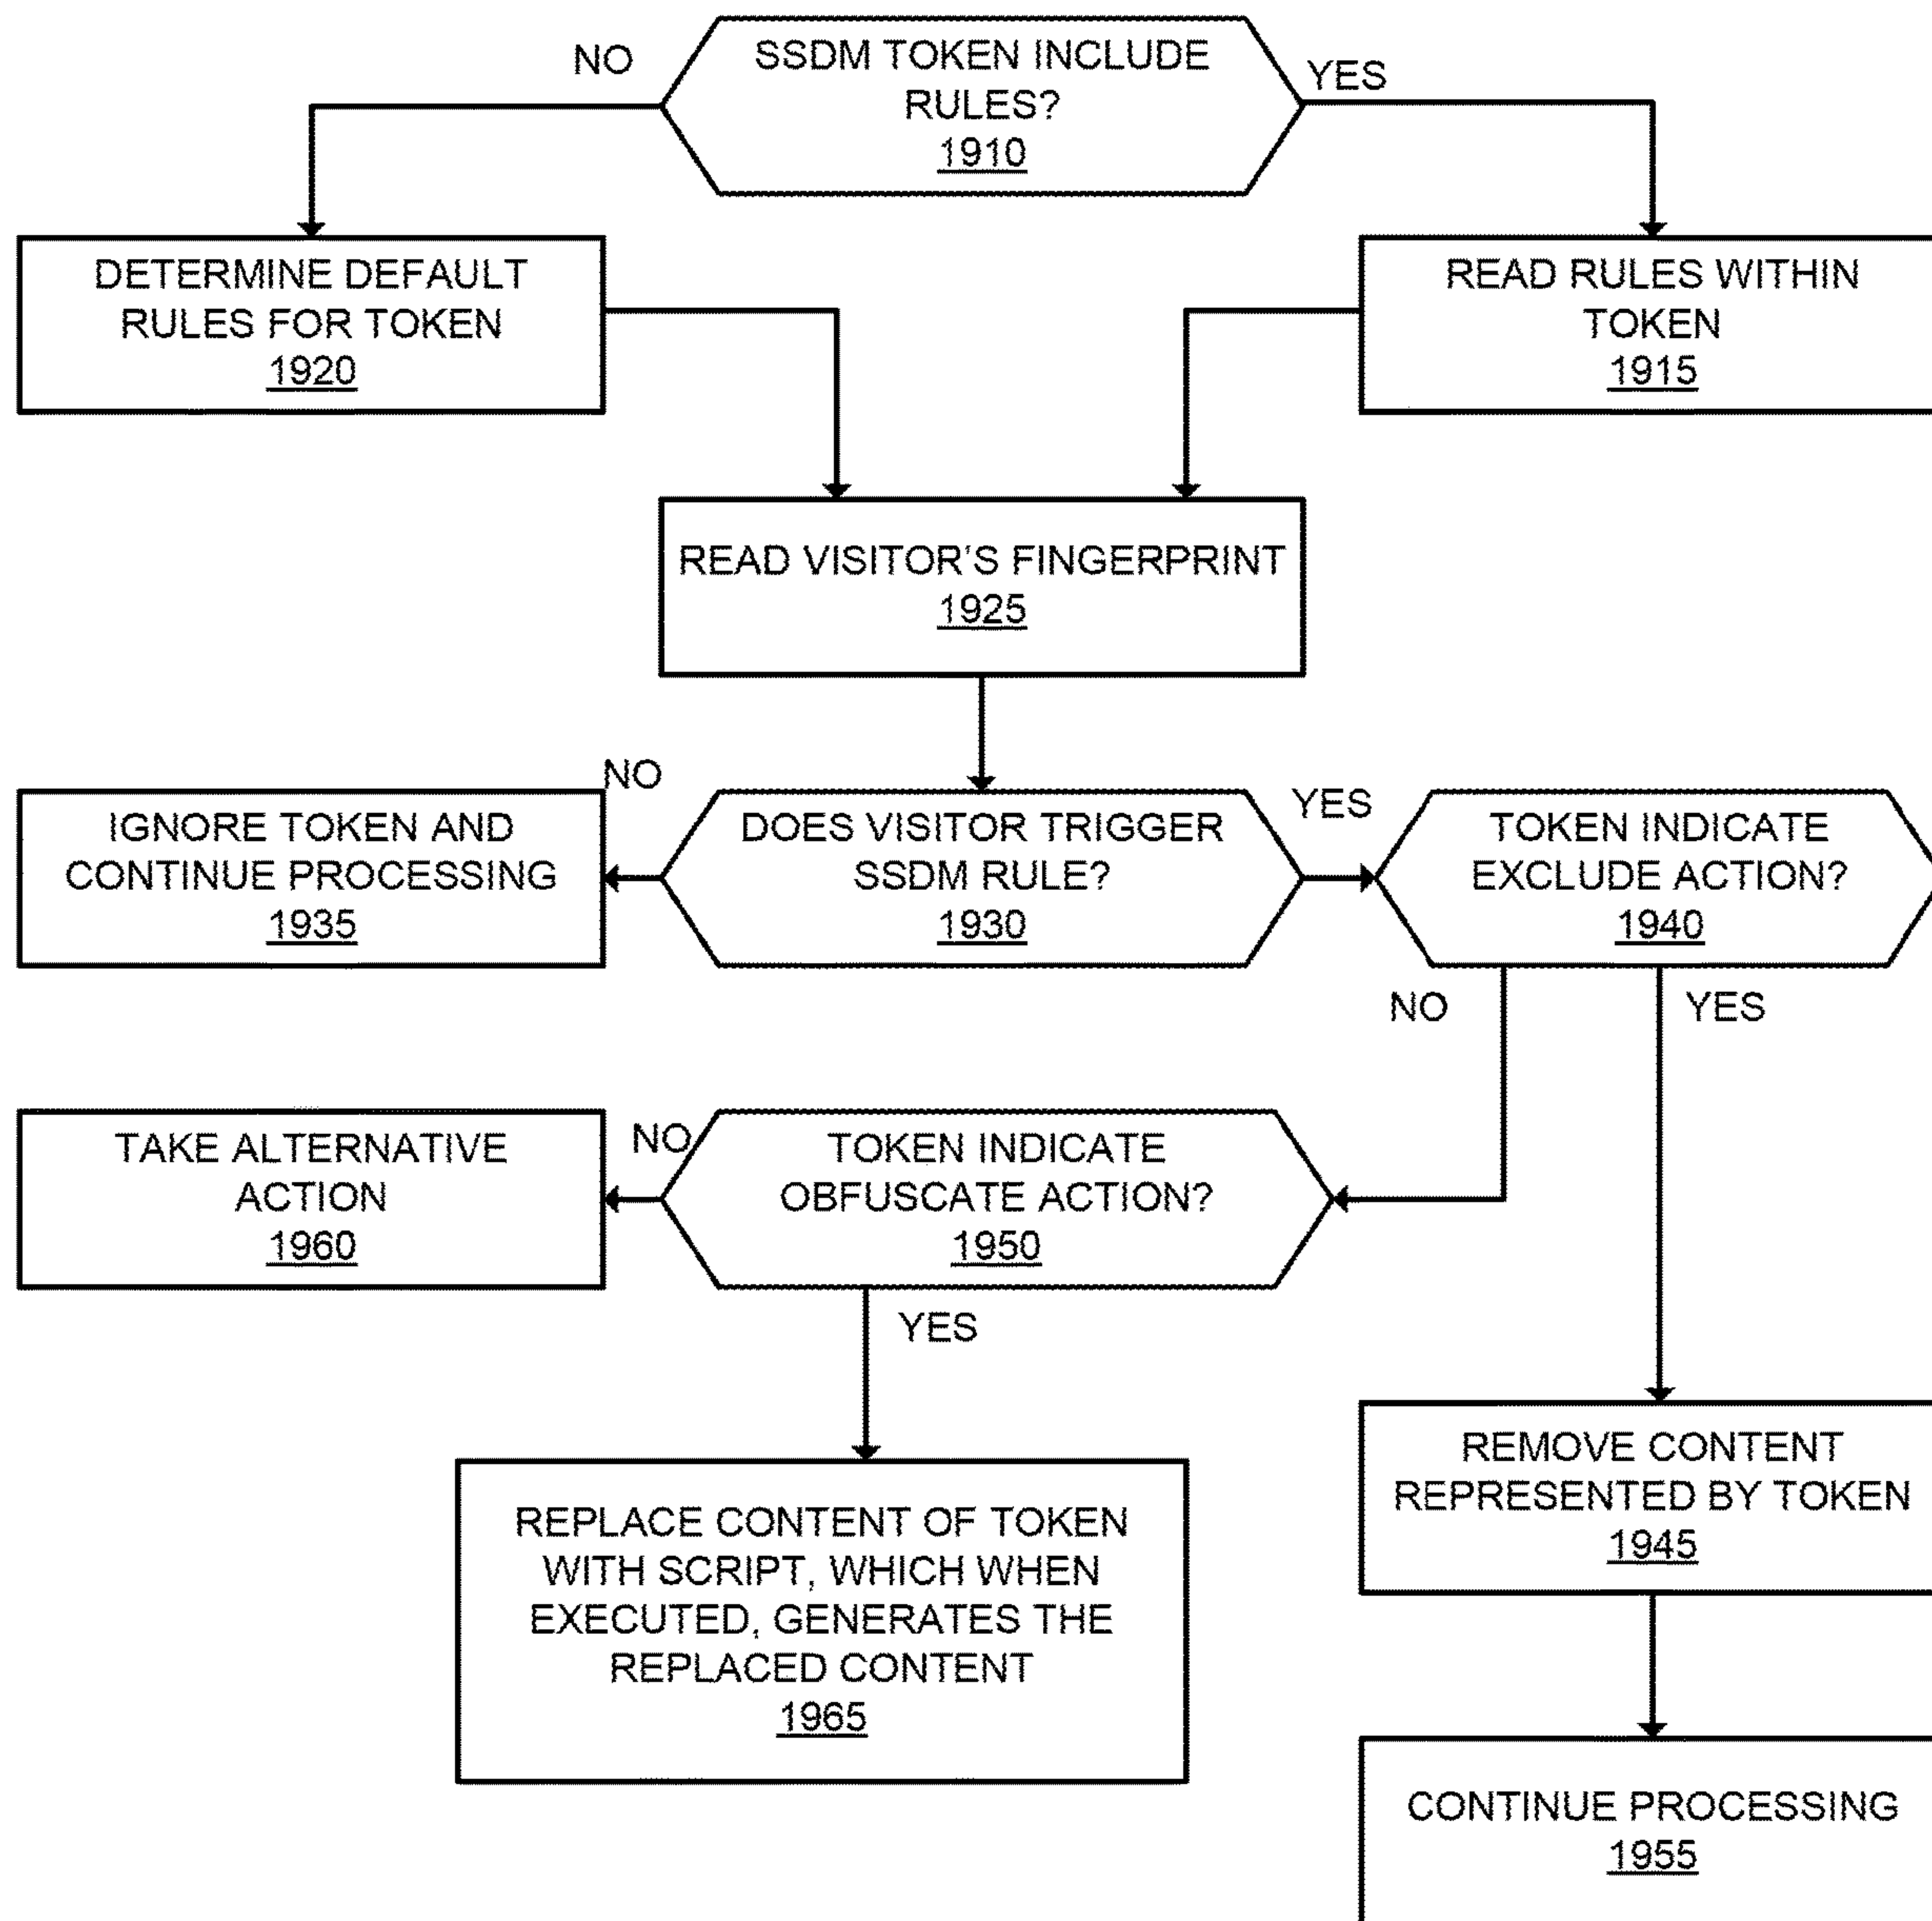 NO
SSDM TOKEN INCLUDE
RULES?
1910
YES
DETERMINE DEFAULT
RULES FOR TOKEN
1920
READ RULES WITHIN
TOKEN
1915
READ VISITOR'S FINGERPRINT
1925
NO
IGNORE TOKEN AND
CONTINUE PROCESSING
1935
DOES VISITOR TRIGGER
SSDM RULE?
1930
YES
TOKEN INDICATE
EXCLUDE ACTION?
1940
NO
YES
TAKE ALTERNATIVE
ACTION
1960
NO
TOKEN INDICATE
OBFUSCATE ACTION?
1950
YES
REPLACE CONTENT OF TOKEN
WITH SCRIPT, WHICH WHEN
EXECUTED, GENERATES THE
REPLACED CONTENT
1965
REMOVE CONTENT
REPRESENTED BY TOKEN
1945
CONTINUE PROCESSING
1955